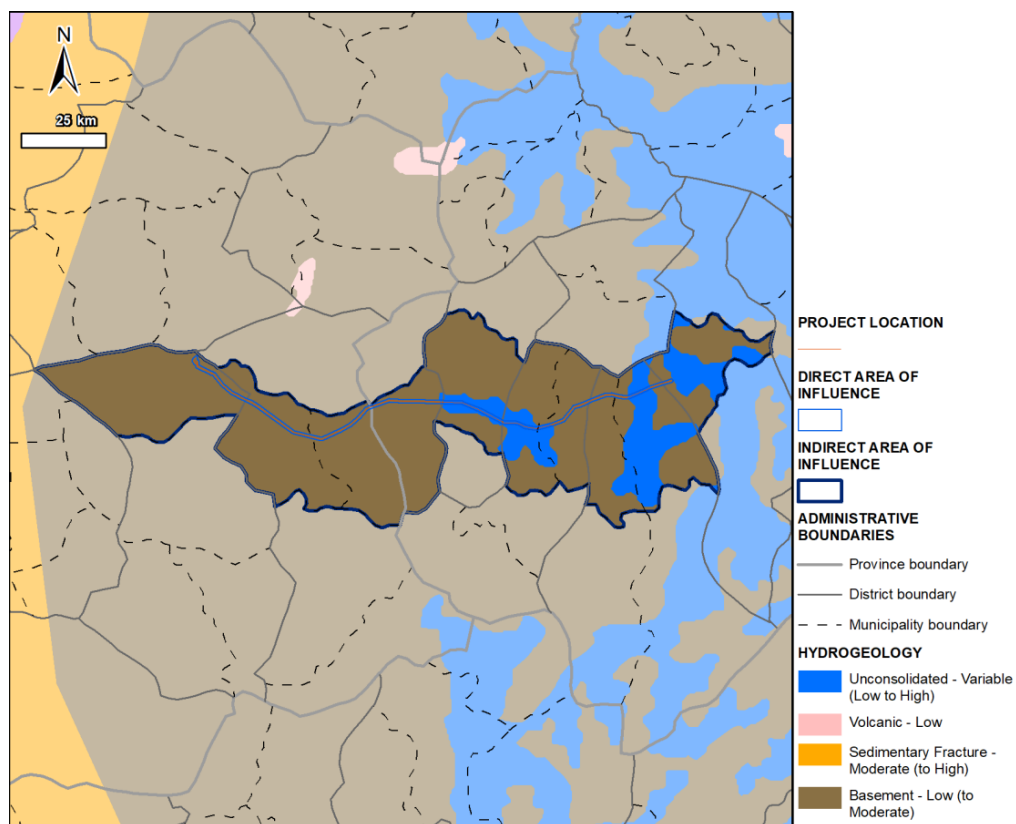 N
25 km
PROJECT LOCATION
DIRECT AREA OF
INFLUENCE
INDIRECT AREA OF
INFLUENCE
ADMINISTRATIVE
BOUNDARIES
Province boundary
District boundary
Municipality boundary
HYDROGEOLOGY
Unconsolidated - Variable
(Low to High)
Volcanic - Low
Sedimentary Fracture -
Moderate (to High)
Basement - Low (to
Moderate)